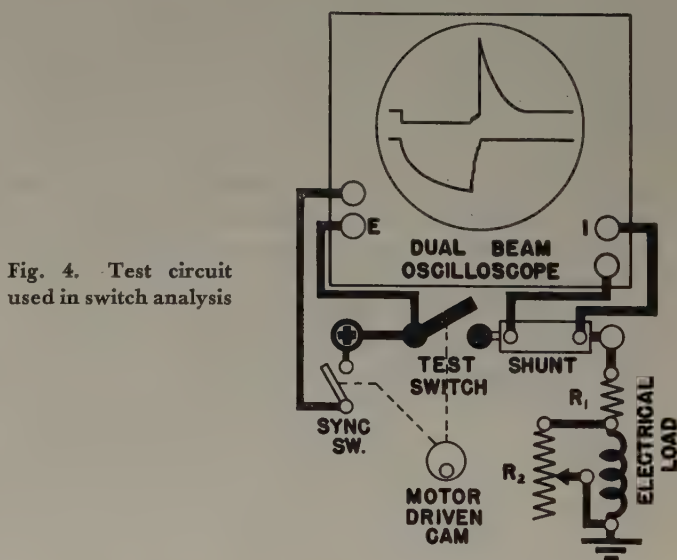 Fig. 4. Test circuit
used in switch analysis
E
I
DUAL BEAM
OSCILLOSCOPE
TEST
SWITCH
SHUNT
SYNC
SW.
R₁
R₂
ELECTRICAL
LOAD
MOTOR
DRIVEN
CAM